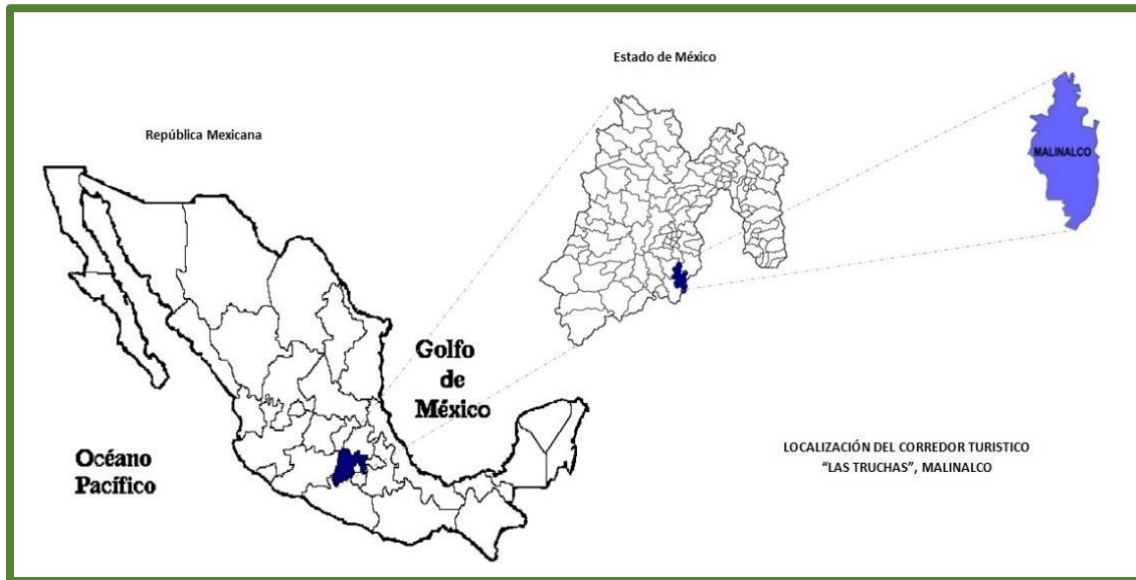 Estado de México
República Mexicana
MALINALCO
Golfo
de
México
Océano
Pacífico
LOCALIZACIÓN DEL CORREDOR TURISTICO
“LAS TRUCHAS”, MALINALCO